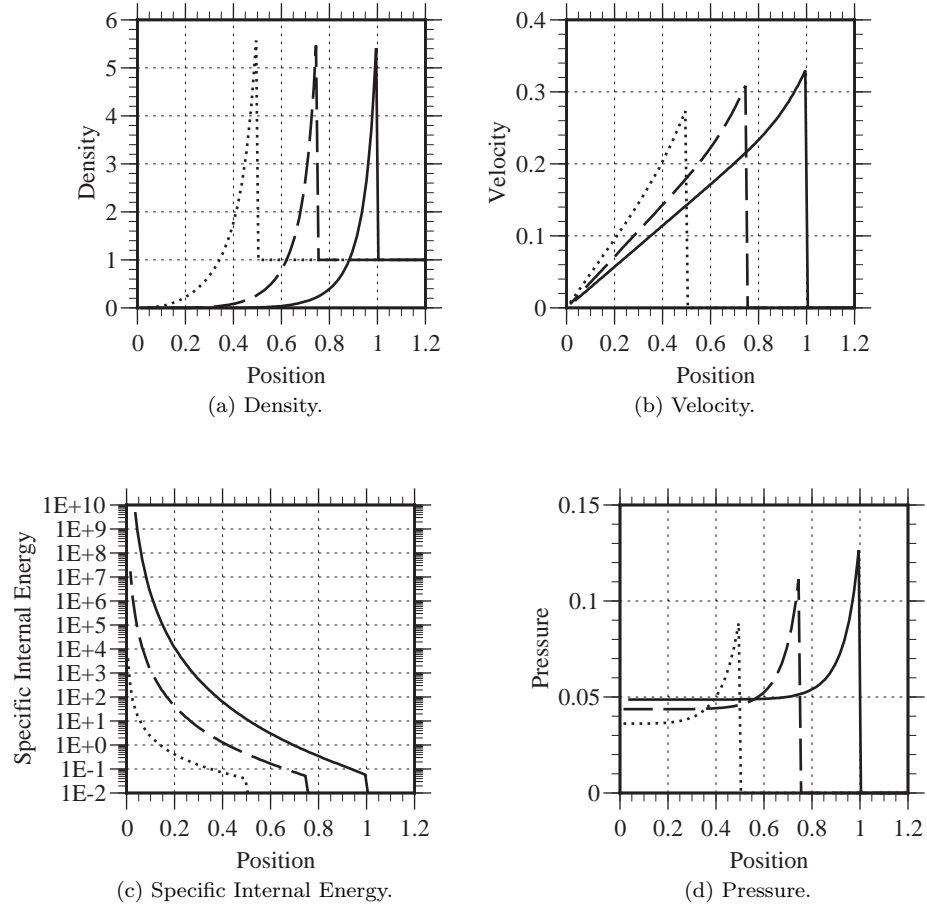 6
5
4
3
2
1
0
Density
0 0.2 0.4 0.6 0.8 1 1.2
Position
(a) Density.
0.4
0.3
0.2
0.1
0
Velocity
0 0.2 0.4 0.6 0.8 1 1.2
Position
(b) Velocity.
1E+10
1E+9
1E+8
1E+7
1E+6
1E+5
1E+4
1E+3
1E+2
1E+1
1E+0
1E-1
1E-2
Specific Internal Energy
0 0.2 0.4 0.6 0.8 1 1.2
Position
(c) Specific Internal Energy.
0.15
0.1
0.05
0
Pressure
0 0.2 0.4 0.6 0.8 1 1.2
Position
(d) Pressure.